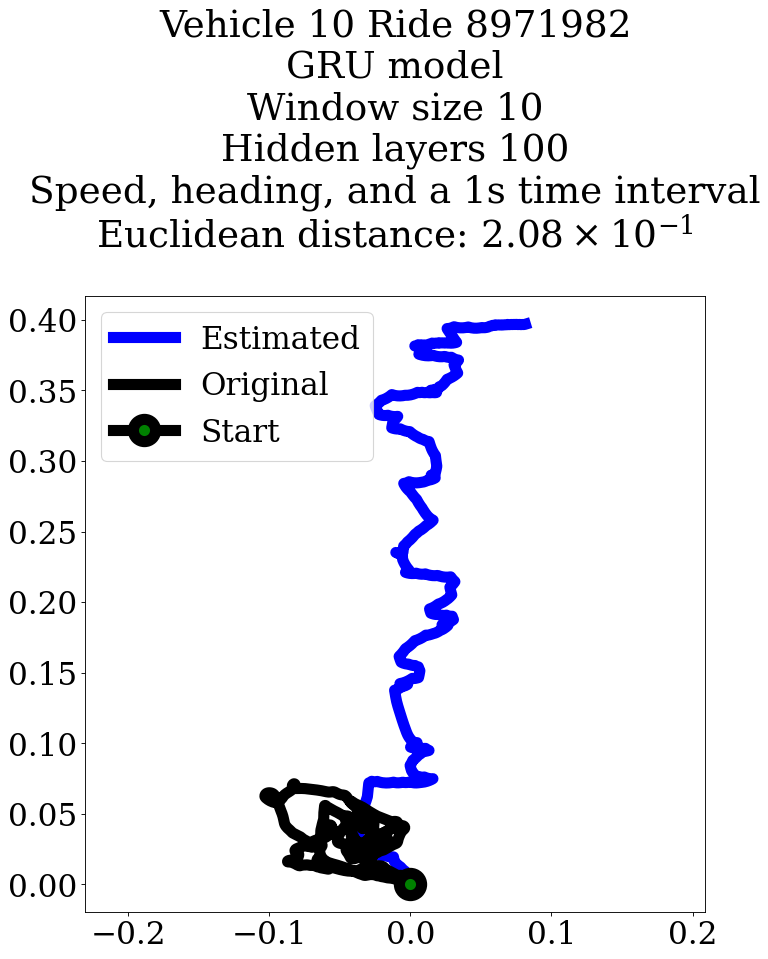 Vehicle 10 Ride 8971982
GRU model
Window size 10
Hidden layers 100
Speed, heading, and a 1s time interval
Euclidean distance: 2.08 × 10⁻¹
0.40
0.35
0.30
0.25
0.20
0.15
0.10
0.05
0.00
Estimated
Original
Start
−0.2
−0.1
0.0
0.1
0.2